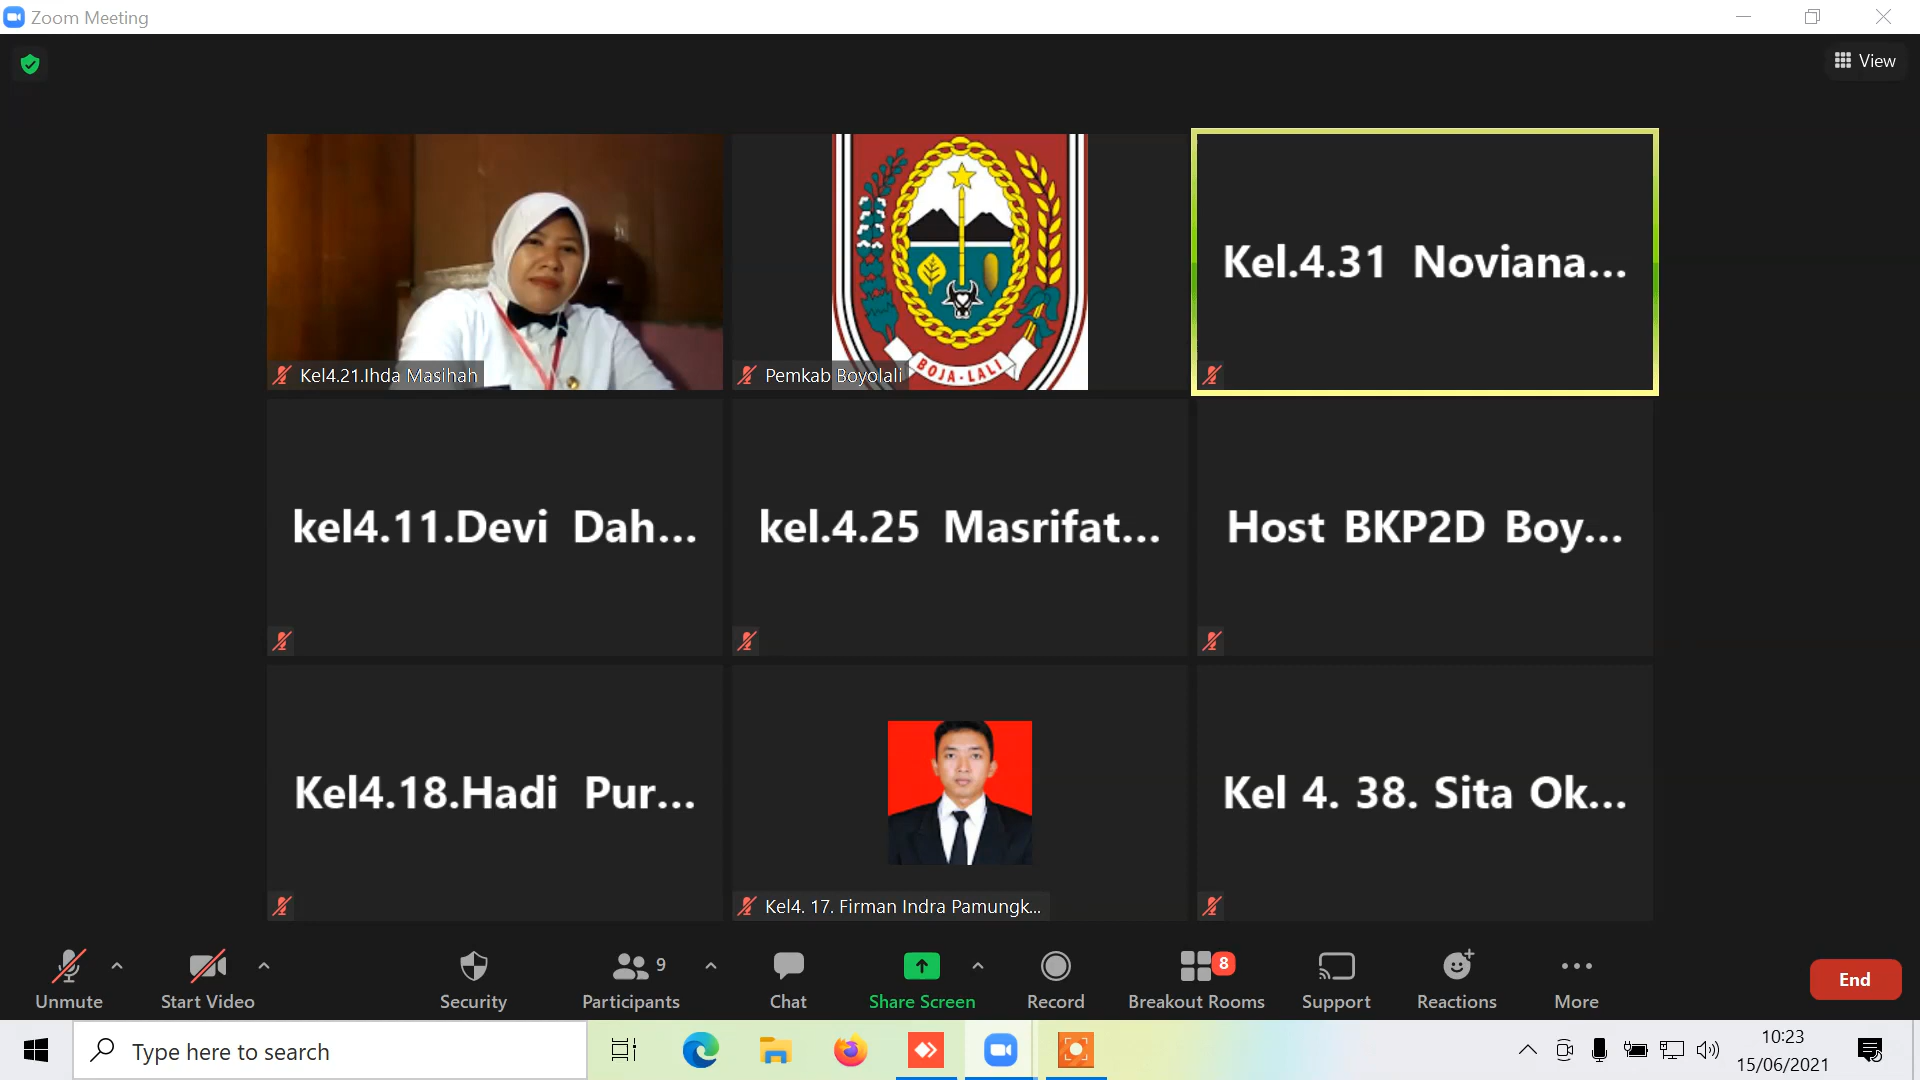 Zoom Meeting
View
Kel4.21.Ihda Masihah
BOJA-LALI
Pemkab Boyolali
Kel.4.31 Noviana...
kel4.11.Devi Dah...
kel.4.25 Masrifat...
Host BKP2D Boy...
Kel4.18.Hadi Pur...
Kel4. 17. Firman Indra Pamungk...
Kel 4. 38. Sita Ok...
Unmute
Start Video
Security
9
Participants
Chat
Share Screen
Record
8
Breakout Rooms
Support
Reactions
More
End
Type here to search
10:23
15/06/2021